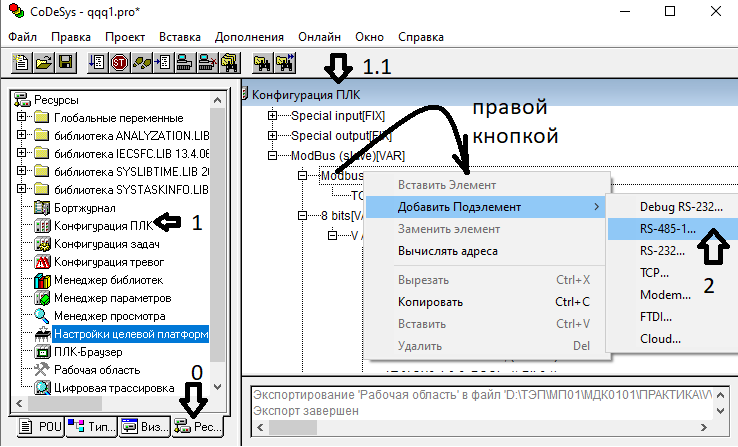 CoDeSys - qqq1.pro*
Файл Правка Проект Вставка Дополнения Онлайн Окно Справка
1.1
Ресурсы
Глобальные переменные
библиотека ANALYZATION.LIB
библиотека IECSFC.LIB 13.4.06
библиотека SYSLIBTIME.LIB 20
библиотека SYSTASKINFO.LIB
Бортжурнал
Конфигурация ПЛК
1
Конфигурация задач
Конфигурация тревог
Менеджер библиотек
Менеджер параметров
Менеджер просмотра
Настройки целевой платформ
ПЛК-Браузер
Рабочая область
Цифровая трассировка
0
POU
Тип...
Виз...
Рес...
Конфигурация ПЛК
Special input[FIX]
Special output[FIX]
ModBus (slave)[VAR]
Modbus
TC
8 bits[VA
правой
кнопкой
Вставить Элемент
Добавить Подэлемент
Заменить элемент
Вычислять адреса
Вырезать Ctrl+X
Копировать Ctrl+C
Вставить Ctrl+V
Удалить Del
Debug RS-232...
RS-485-1...
RS-232...
TCP...
Modem...
FTDI...
Cloud...
2
Экспортирование 'Рабочая область' в файл 'D:\ТЭП\МП01\МДК0101\ПРАКТИКА\V
Экспорт завершен